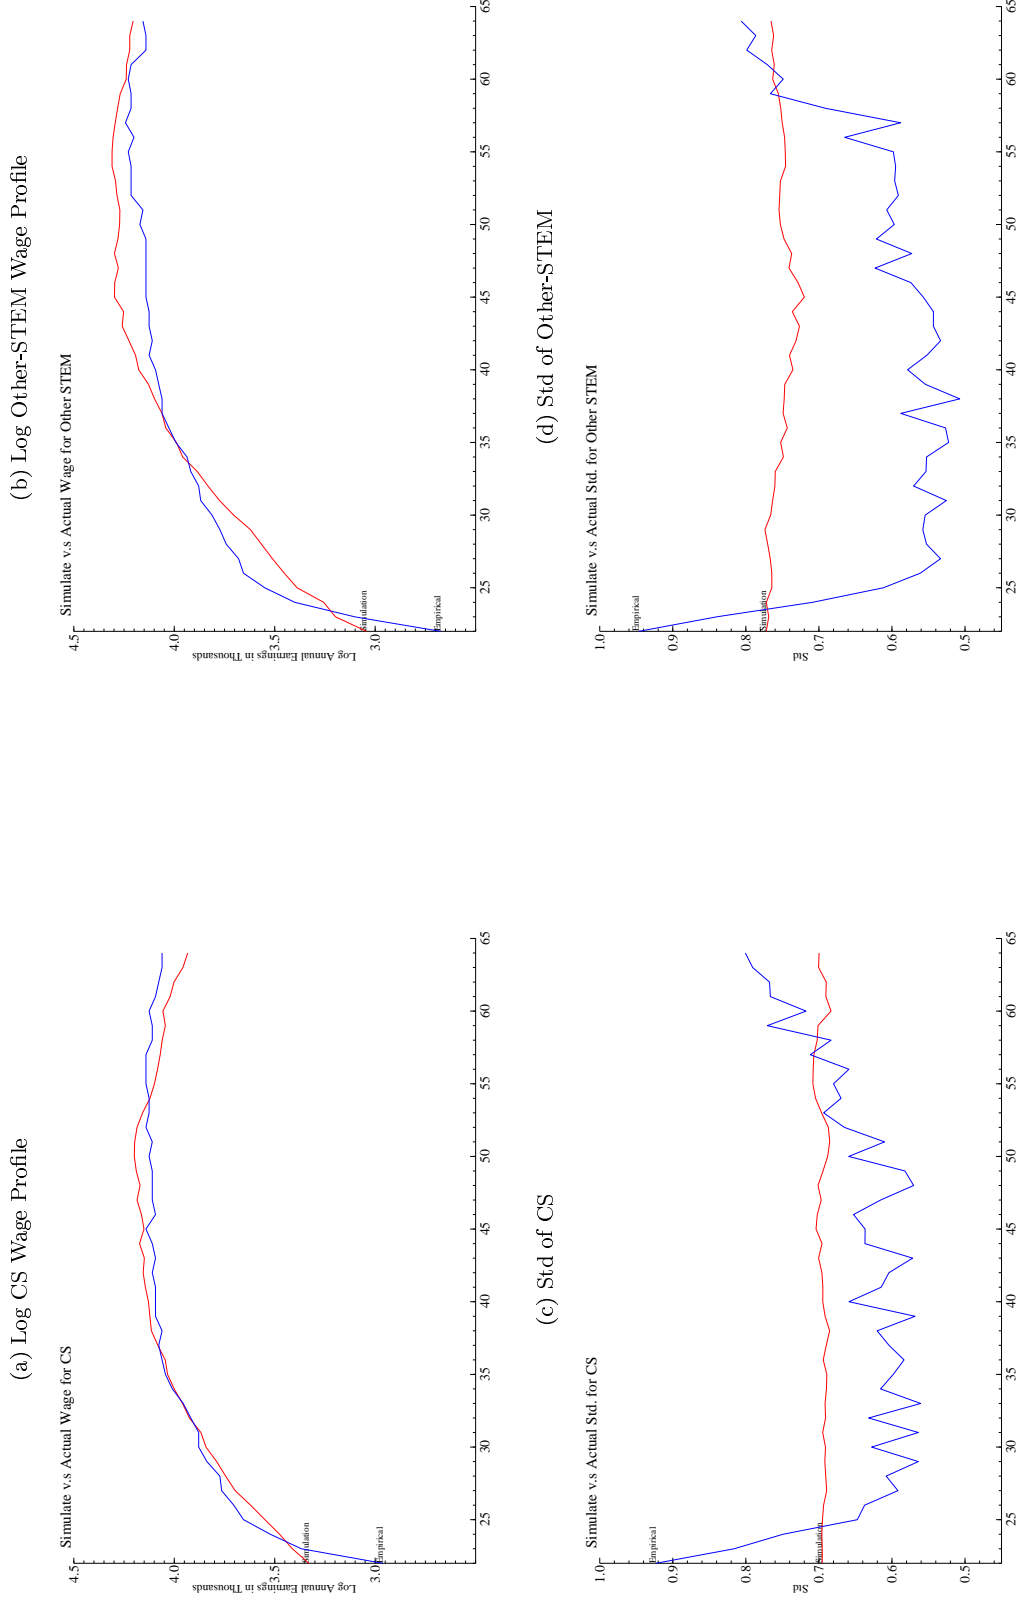 (a) Log CS Wage Profile
Simulate v.s Actual Wage for CS
Log Annual Earnings in Thousands
4.5
4.0
3.5
3.0
Simulation
Empirical
25 30 35 40 45 50 55 60 65
(b) Log Other-STEM Wage Profile
Simulate v.s Actual Wage for Other STEM
Log Annual Earnings in Thousands
4.5
4.0
3.5
3.0
Simulation
Empirical
25 30 35 40 45 50 55 60 65
(c) Std of CS
Simulate v.s Actual Std. for CS
Std
1.0
0.9
0.8
0.7
0.6
0.5
Empirical
Simulation
25 30 35 40 45 50 55 60 65
(d) Std of Other-STEM
Simulate v.s Actual Std. for Other STEM
Std
1.0
0.9
0.8
0.7
0.6
0.5
Empirical
Simulation
25 30 35 40 45 50 55 60 65